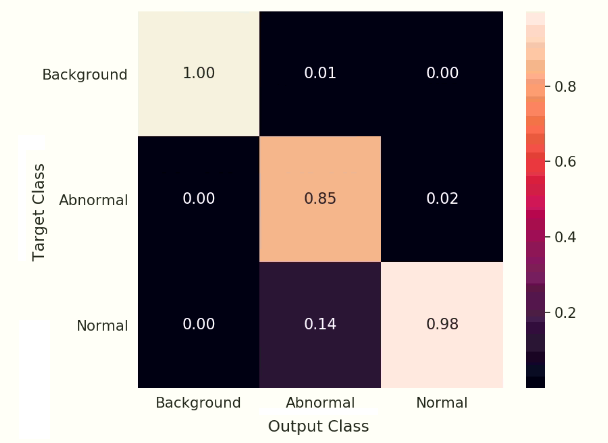 Background 1.00 0.01 0.00
Abnormal 0.00 0.85 0.02
Normal 0.00 0.14 0.98
Background Abnormal Normal
Output Class
Target Class
0.8
0.6
0.4
0.2